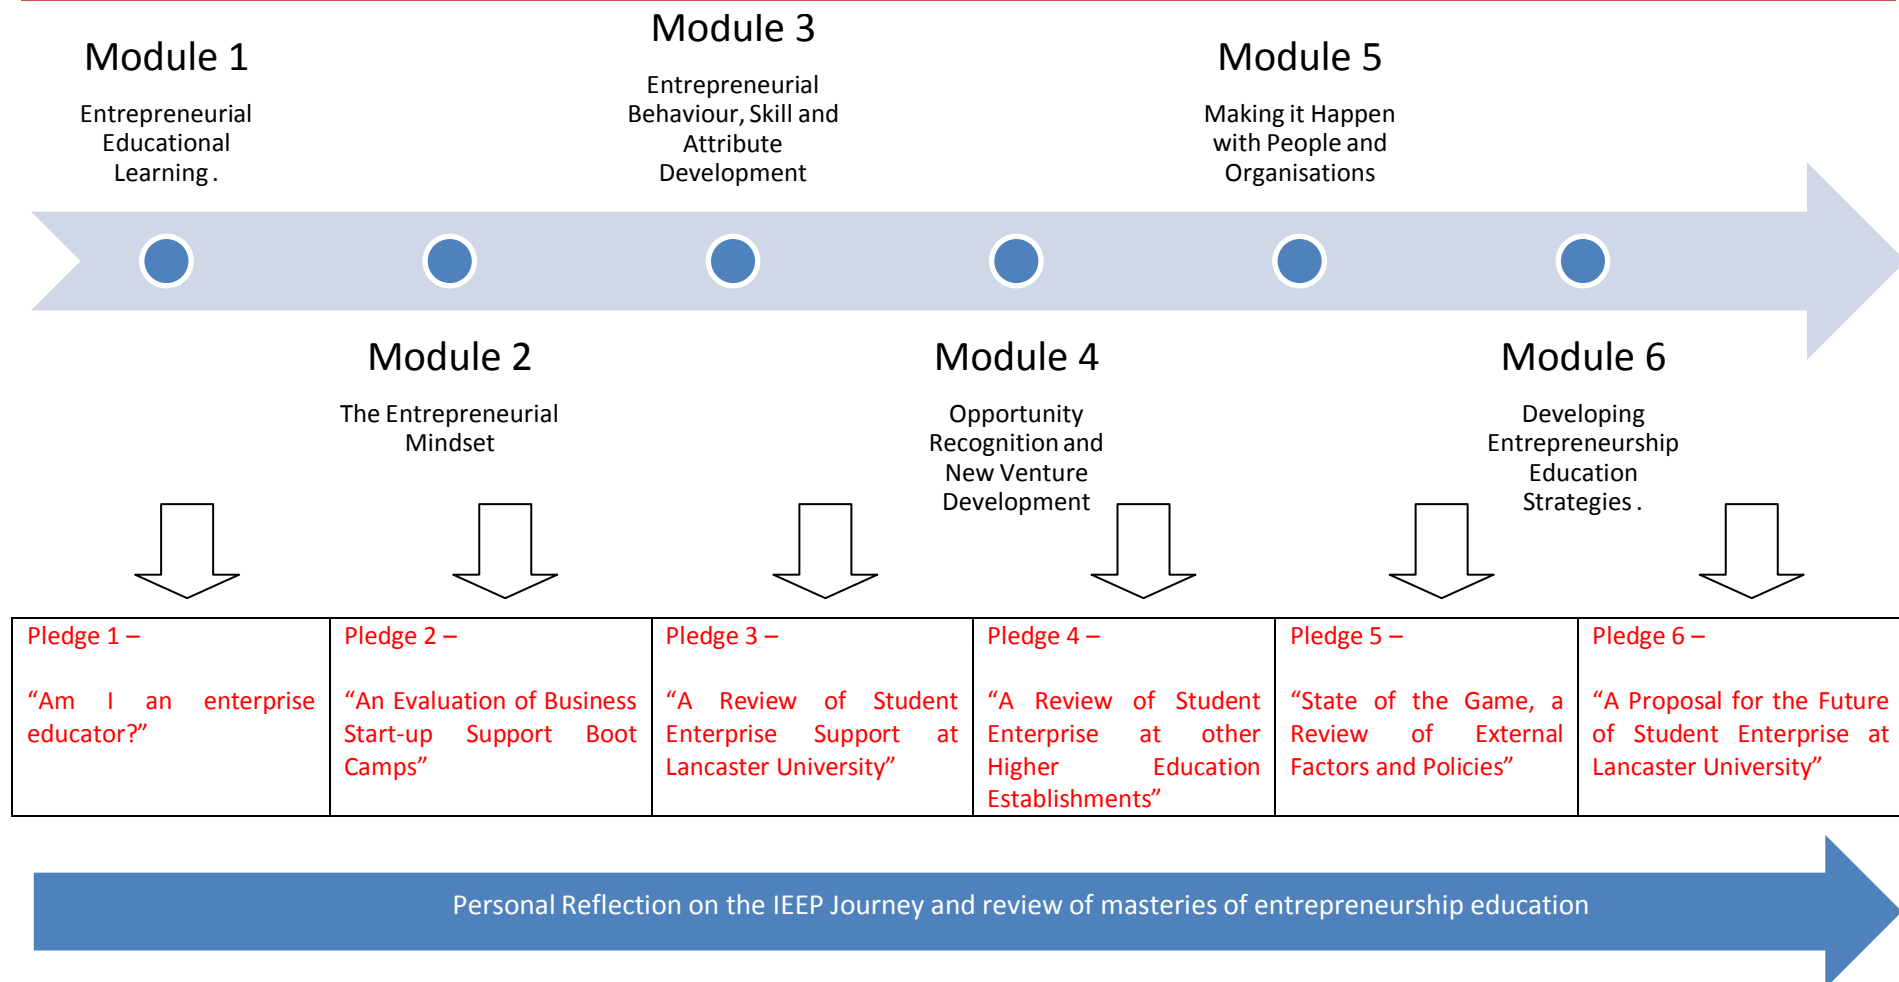 Module 1
Entrepreneurial
Educational
Learning .
Module 3
Entrepreneurial
Behaviour, Skill and
Attribute
Development
Module 5
Making it Happen
with People and
Organisations
Module 2
The Entrepreneurial
Mindset
Module 4
Opportunity
Recognition and
New Venture
Development
Module 6
Developing
Entrepreneurship
Education
Strategies .
Pledge 1 –
“Am I an enterprise
educator?”
Pledge 2 –
“An Evaluation of Business
Start-up Support Boot
Camps”
Pledge 3 –
“A Review of Student
Enterprise Support at
Lancaster University”
Pledge 4 –
“A Review of Student
Enterprise at other
Higher Education
Establishments”
Pledge 5 –
“State of the Game, a
Review of External
Factors and Policies”
Pledge 6 –
“A Proposal for the Future
of Student Enterprise at
Lancaster University”
Personal Reflection on the IEEP Journey and review of masteries of entrepreneurship education